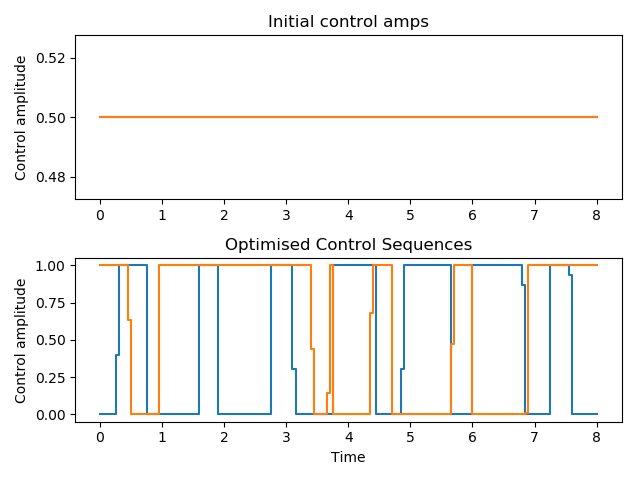 Initial control amps
Control amplitude
0.52
0.50
0.48
0 1 2 3 4 5 6 7 8
Optimised Control Sequences
Control amplitude
1.00
0.75
0.50
0.25
0.00
0 1 2 3 4 5 6 7 8
Time